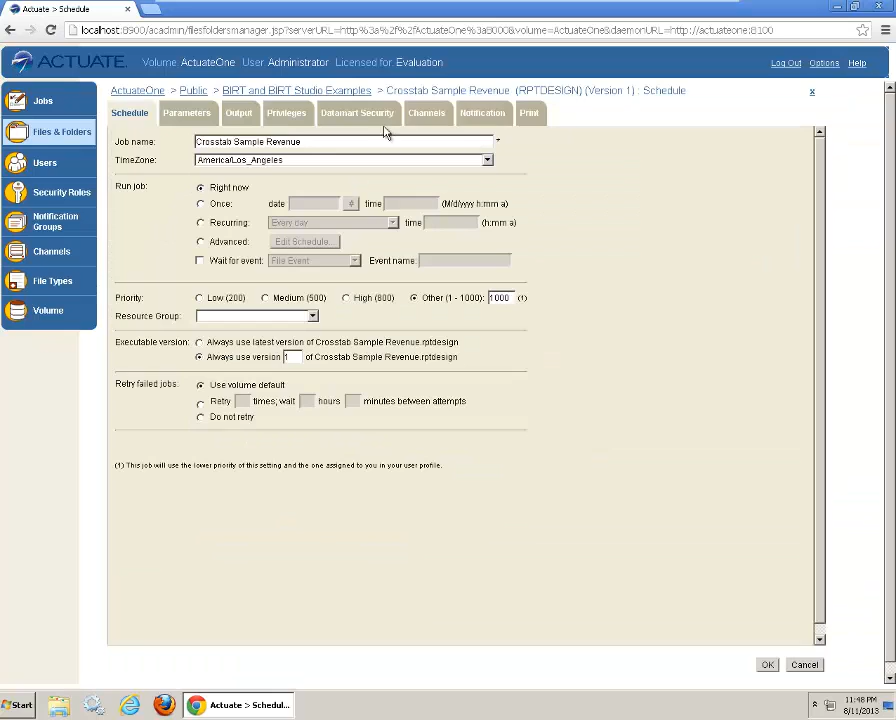 Actuate > Schedule
localhost:8900/acadmin/filesfoldersmanager.jsp?serverURL=http%3a%2f%2fActuateOne%3a8000&volume=ActuateOne&daemonURL=http://actuateone:8100
ACTUATE. Volume ActuateOne User Administrator Licensed for Evaluation Log Out Options Help
ActuateOne > Public > BIRT and BIRT Studio Examples > Crosstab Sample Revenue (RPTDESIGN) (Version 1) : Schedule x
Jobs
Files & Folders
Users
Security Roles
Notification
Groups
Channels
File Types
Volume
Schedule Parameters Output Privileges Datamart Security Channels Notification Print
Job name: Crosstab Sample Revenue *
TimeZone: America/Los_Angeles
Run job: Right now
Once: date time (M/d/yyyy h:mm a)
Recurring: Every day time (h:mm a)
Advanced: Edit Schedule...
Wait for event: File Event Event name:
Priority: Low (200) Medium (500) High (800) Other (1 - 1000): 1000 (1)
Resource Group:
Executable version: Always use latest version of Crosstab Sample Revenue.rptdesign
Always use version 1 of Crosstab Sample Revenue.rptdesign
Retry failed jobs: Use volume default
Retry times; wait hours minutes between attempts
Do not retry
(1) This job will use the lower priority of this setting and the one assigned to you in your user profile.
OK Cancel
Start Actuate > Schedul... 11:48 PM
8/11/2013